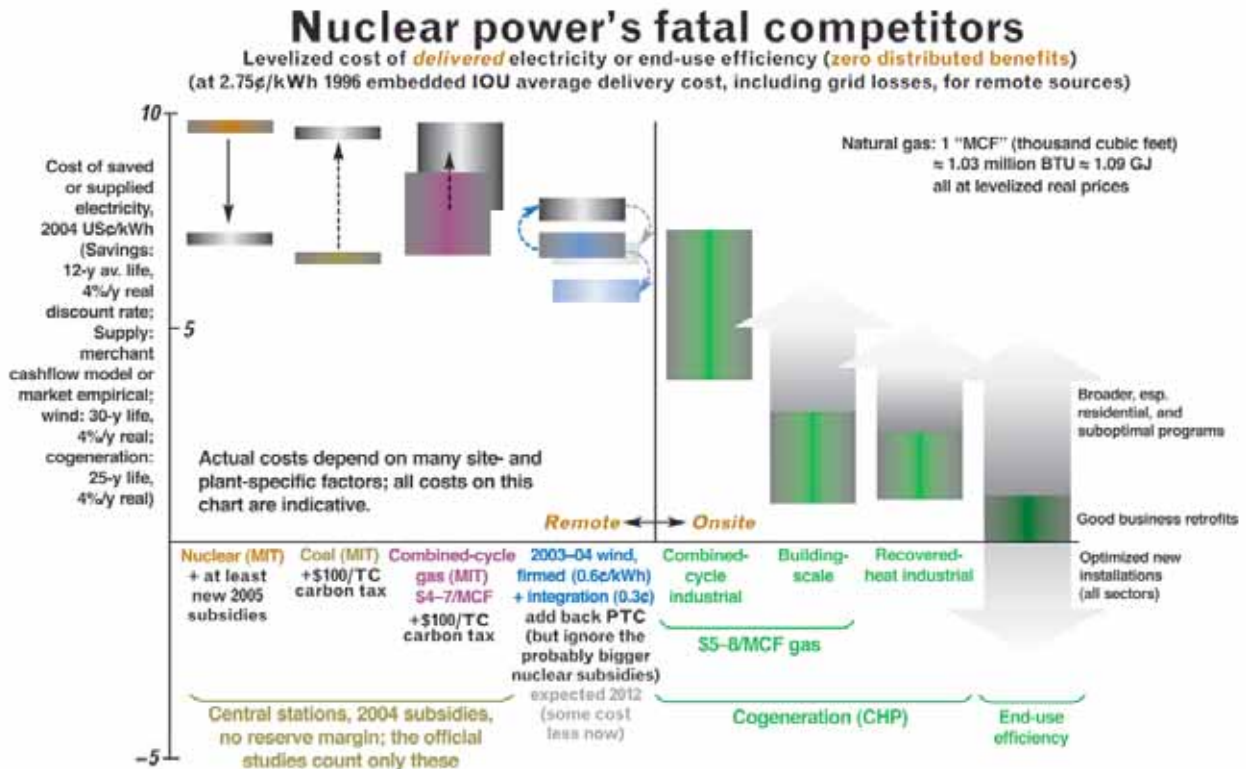 Nuclear power's fatal competitors
Levelized cost of delivered electricity or end-use efficiency (zero distributed benefits)
(at 2.75¢/kWh 1996 embedded IOU average delivery cost, including grid losses, for remote sources)
10
5
–5
Cost of saved
or supplied
electricity,
2004 US¢/kWh
(Savings:
12-y av. life,
4%/y real
discount rate;
Supply:
merchant
cashflow model or
market empirical;
wind: 30-y life,
4%/y real;
cogeneration:
25-y life,
4%/y real)
Natural gas: 1 "MCF" (thousand cubic feet)
≈ 1.03 million BTU ≈ 1.09 GJ
all at levelized real prices
Actual costs depend on many site- and
plant-specific factors; all costs on this
chart are indicative.
Remote
Onsite
Broader, esp.
residential, and
suboptimal programs
Good business retrofits
Optimized new
installations
(all sectors)
Nuclear (MIT)
+ at least
new 2005
subsidies
Coal (MIT)
+$100/TC
carbon tax
Combined-cycle
gas (MIT)
$4–7/MCF
+$100/TC
carbon tax
2003–04 wind,
firmed (0.6¢/kWh)
+ integration (0.3¢)
add back PTC
(but ignore the
probably bigger
nuclear subsidies)
expected 2012
(some cost
less now)
Combined-
cycle
industrial
Building-
scale
Recovered-
heat industrial
$5–8/MCF gas
Central stations, 2004 subsidies,
no reserve margin; the official
studies count only these
Cogeneration (CHP)
End-use
efficiency